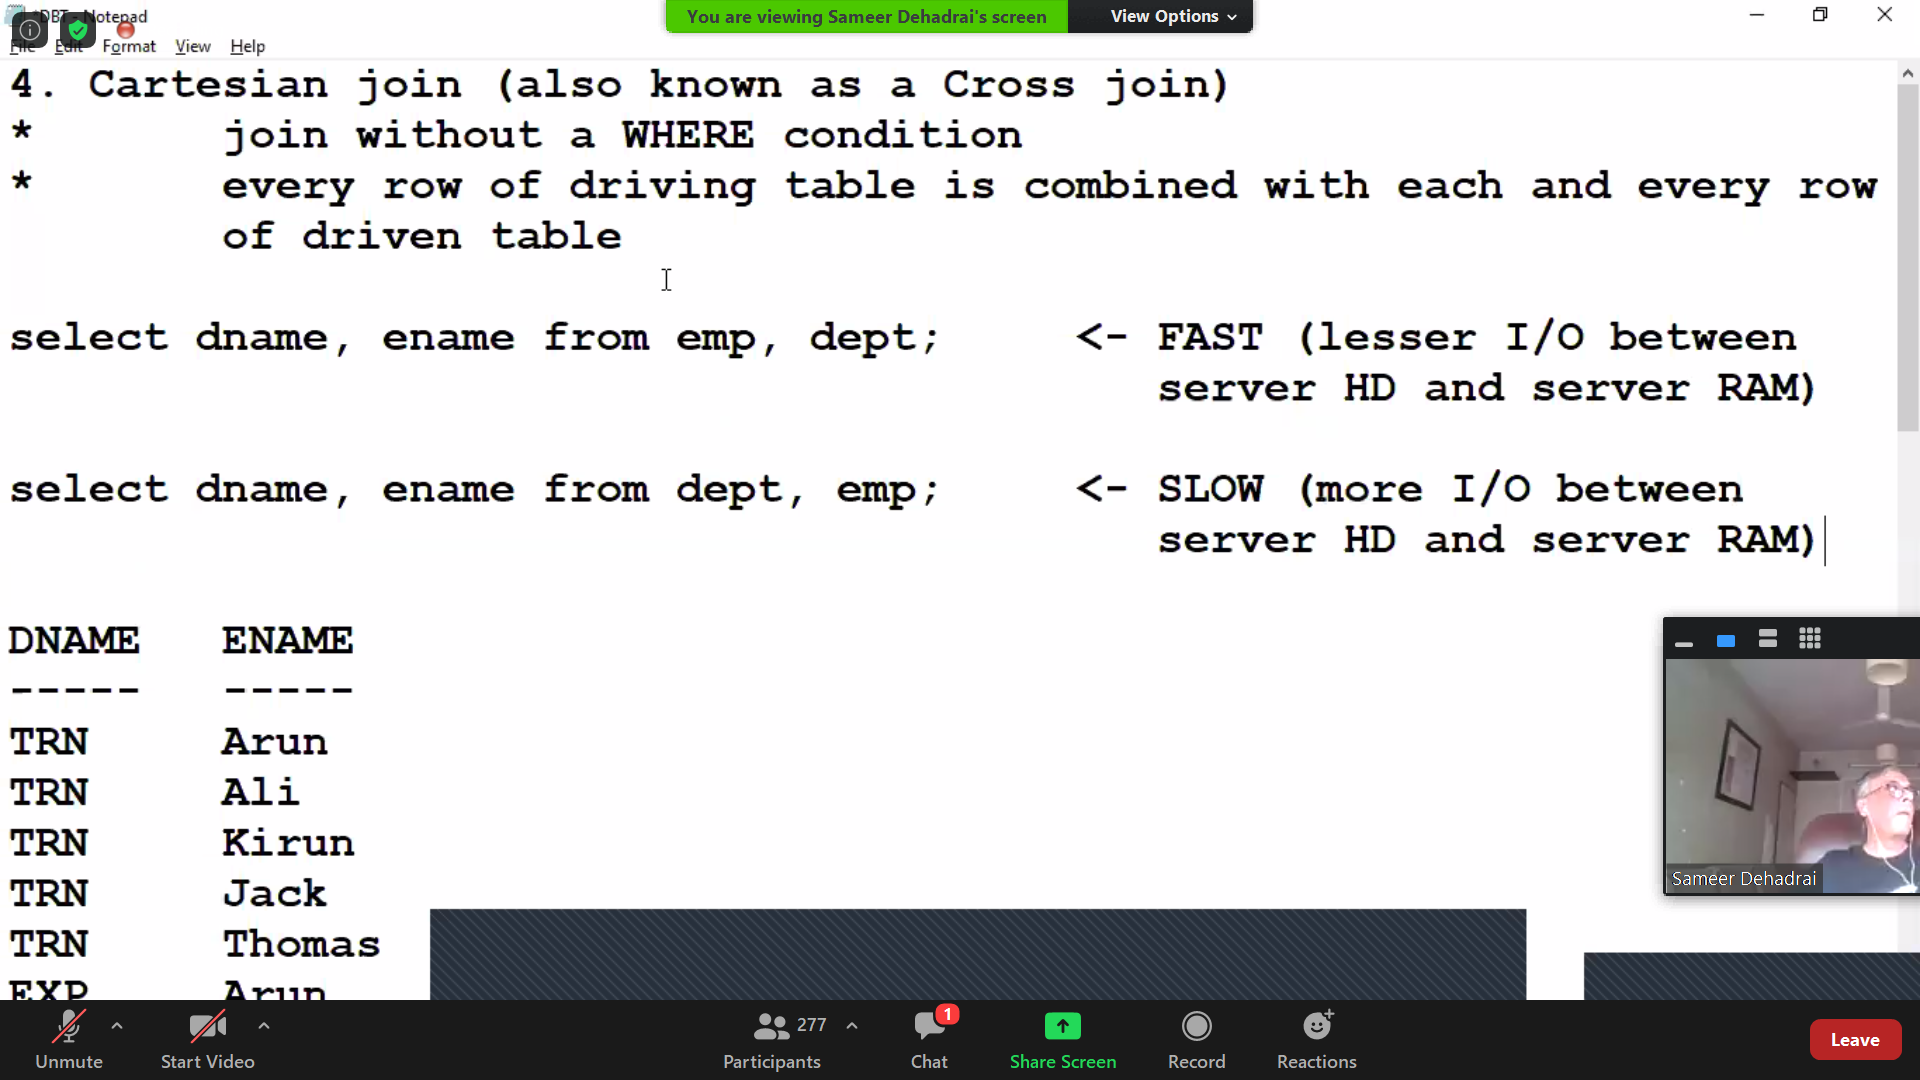 *DBT - Notepad
You are viewing Sameer Dehadrai's screen
View Options
File Edit Format View Help
4. Cartesian join (also known as a Cross join)
* join without a WHERE condition
* every row of driving table is combined with each and every row
of driven table
select dname, ename from emp, dept; <- FAST (lesser I/O between
server HD and server RAM)
select dname, ename from dept, emp; <- SLOW (more I/O between
server HD and server RAM)
DNAME ENAME
----- -----
TRN Arun
TRN Ali
TRN Kirun
TRN Jack
TRN Thomas
EXP Arun
Sameer Dehadrai
277
1
Unmute
Start Video
Participants
Chat
Share Screen
Record
Reactions
Leave